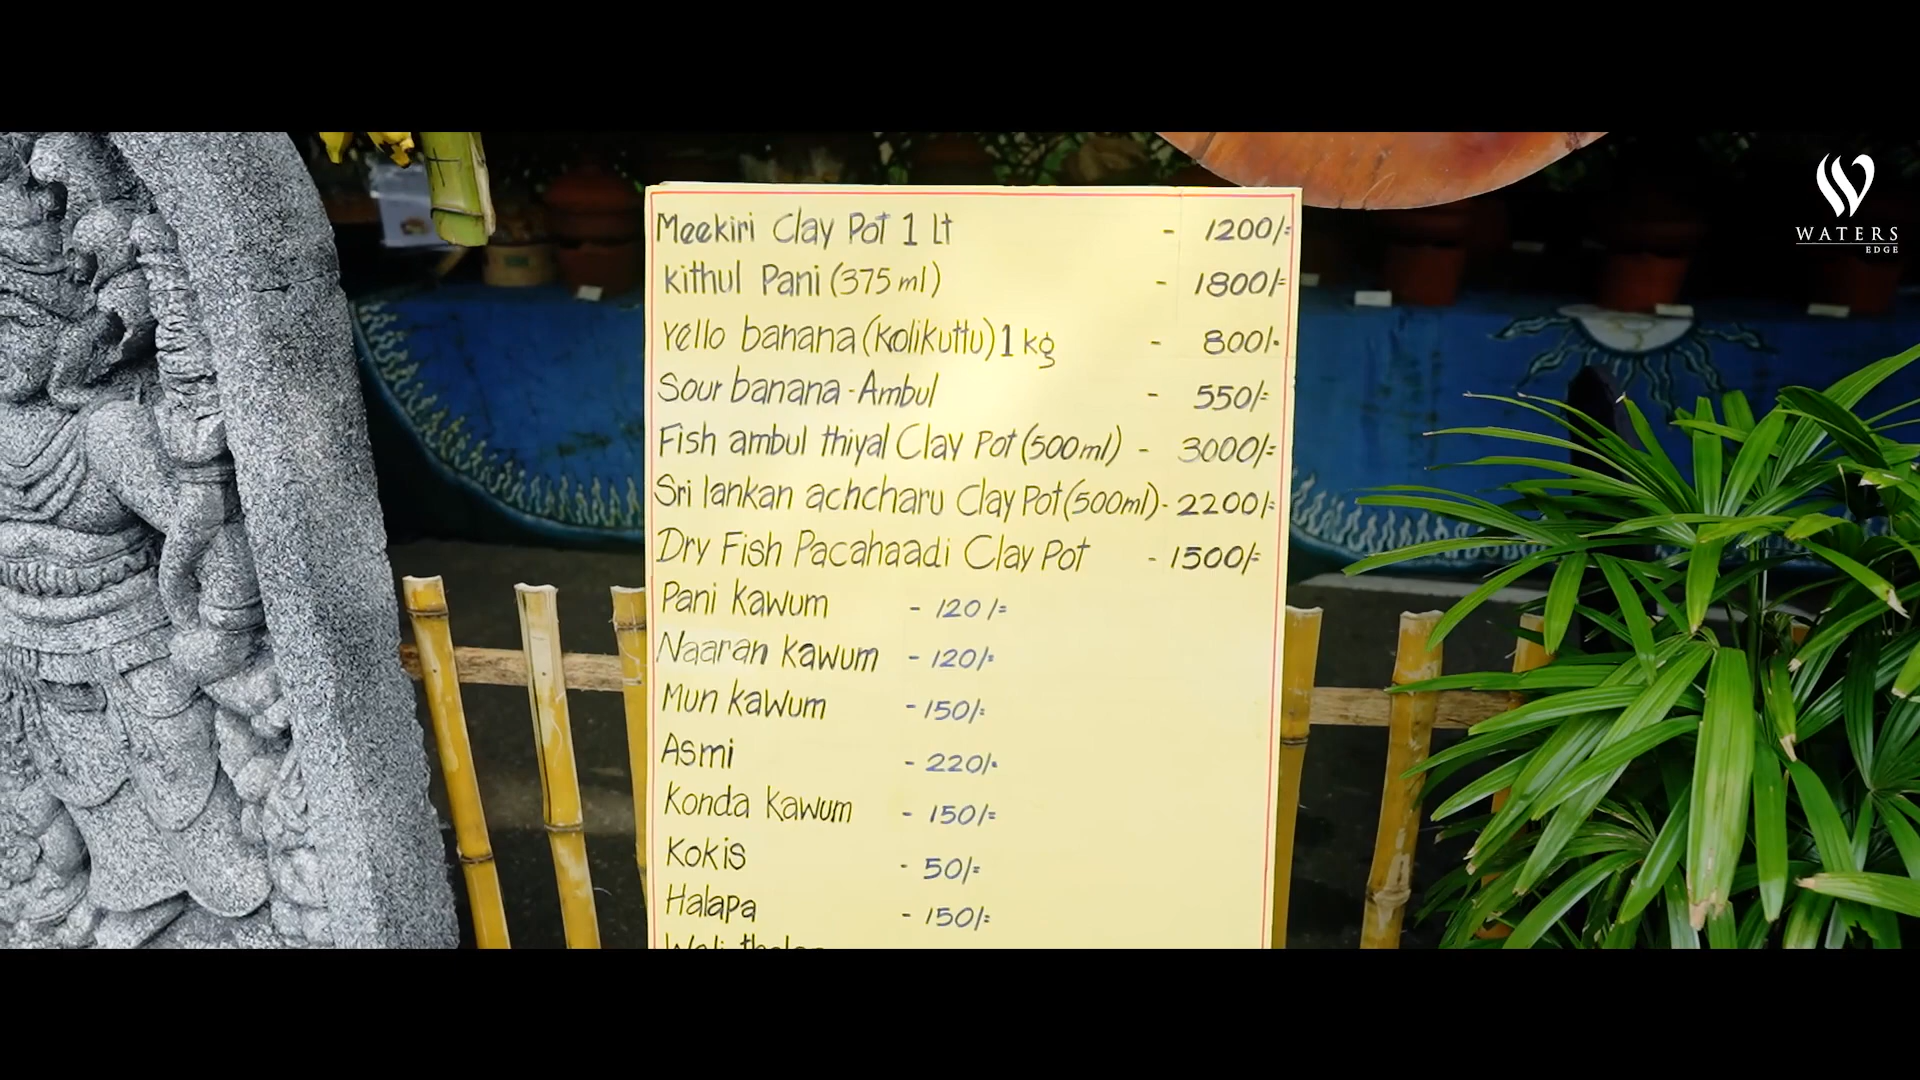 Meekiri Clay Pot 1 Lt - 1200/=
Kithul Pani (375 ml) - 1800/=
Yello banana (Kolikuttu) 1 kg - 800/-
Sour banana - Ambul - 550/=
Fish ambul thiyal Clay Pot (500ml) - 3000/=
Sri lankan achcharu Clay Pot (500ml) - 2200/=
Dry Fish Pacahaadi Clay Pot - 1500/=
Pani Kawum - 120/=
Naaran Kawum - 120/=
Mun Kawum - 150/=
Asmi - 220/-
Konda Kawum - 150/=
Kokis - 50/=
Halapa - 150/=
WATERS
EDGE